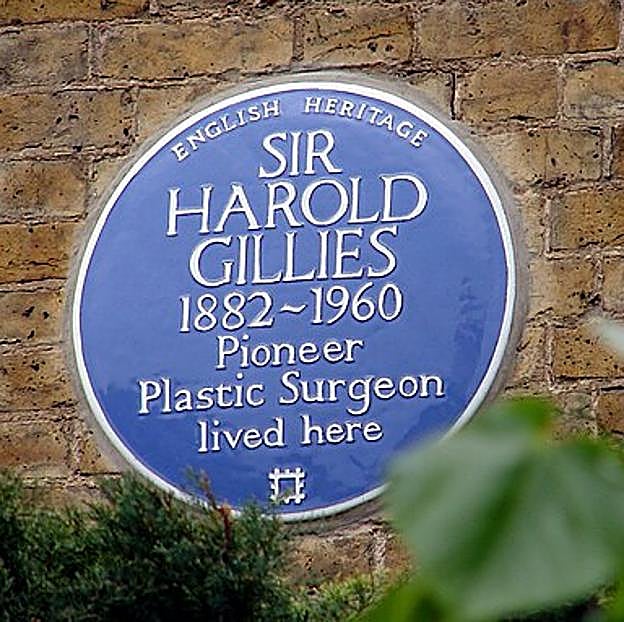 ENGLISH HERITAGE
SIR
HAROLD
GILLIES
1882~1960
Pioneer
Plastic Surgeon
lived here